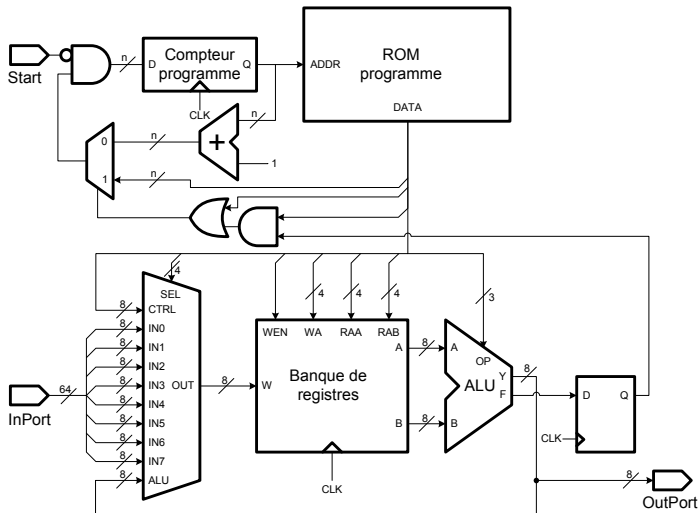 Start
n
D
Compteur
programme
Q
CLK
ADDR
ROM
programme
DATA
n
0
n
+
1
1
n
4
SEL
8
CTRL
8
IN0
8
IN1
8
IN2
8
IN3
8
IN4
8
IN5
8
IN6
8
IN7
8
ALU
OUT
InPort
64
8
W
WEN
WA
4
RAA
4
RAB
4
Banque de
registres
A
B
CLK
8
8
3
A
B
OP
ALU
Y
F
8
D
Q
CLK
8
OutPort